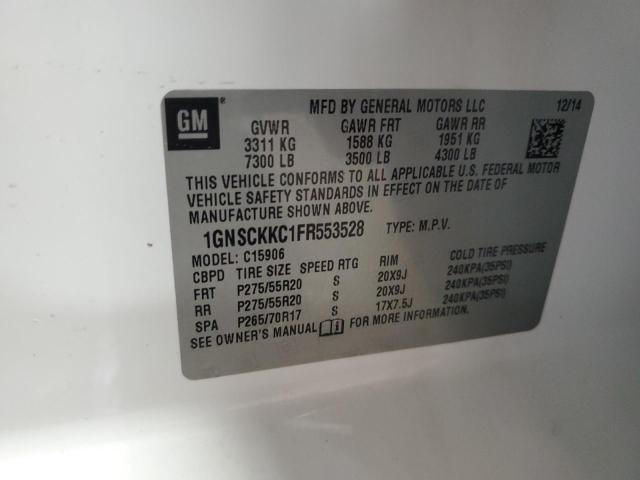 GM ®
MFD BY GENERAL MOTORS LLC 12/14
GVWR GAWR FRT GAWR RR
3311 KG 1588 KG 1951 KG
7300 LB 3500 LB 4300 LB
THIS VEHICLE CONFORMS TO ALL APPLICABLE U.S. FEDERAL MOTOR
VEHICLE SAFETY STANDARDS IN EFFECT ON THE DATE OF
MANUFACTURE SHOWN ABOVE.
1GNSCKKC1FR553528 TYPE: M.P.V.
MODEL: C15906
CBPD TIRE SIZE SPEED RTG RIM COLD TIRE PRESSURE
FRT P275/55R20 S 20X9J 240KPA(35PSI)
RR P275/55R20 S 20X9J 240KPA(35PSI)
SPA P265/70R17 S 17X7.5J 240KPA(35PSI)
SEE OWNER'S MANUAL FOR MORE INFORMATION.